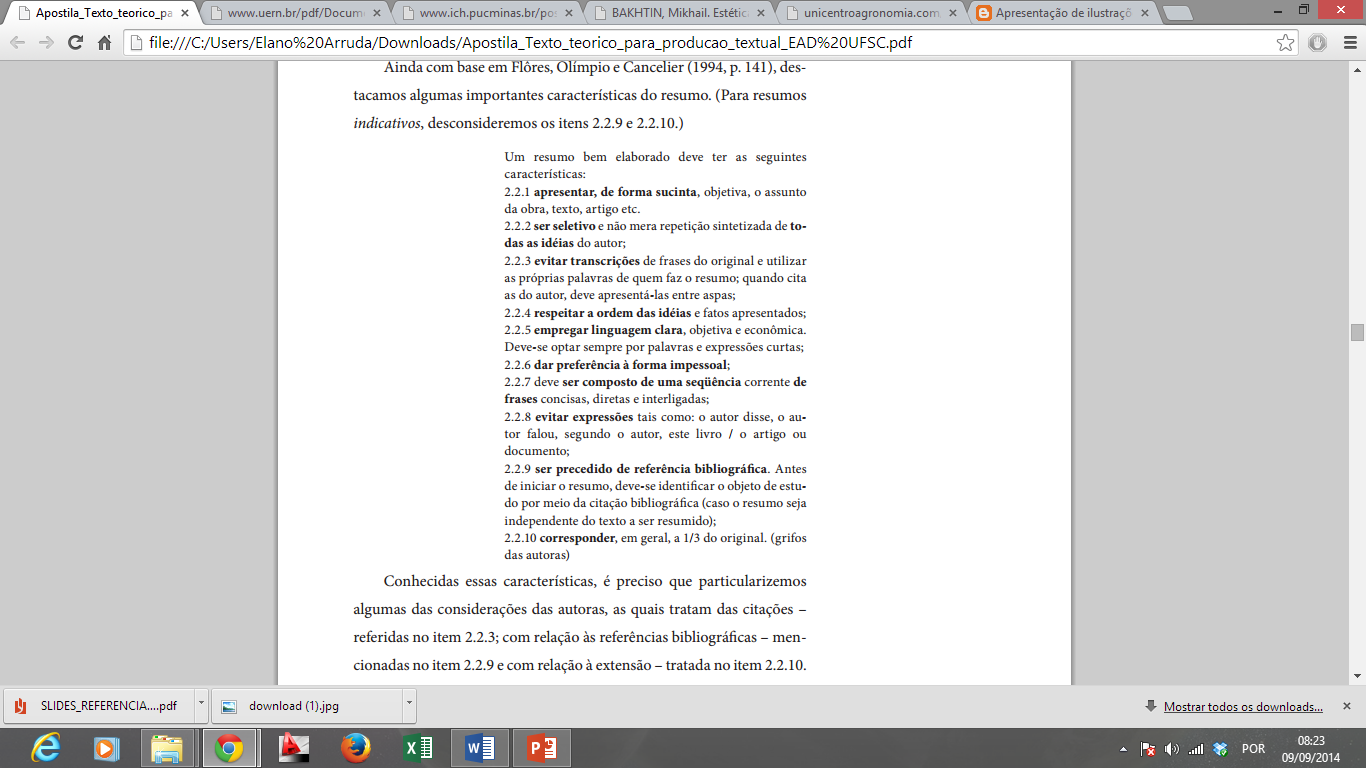 Apostila_Texto_teorico_pa
www.uern.br/pdf/Docume
www.ich.pucminas.br/pos
BAKHTIN, Mikhail. Estétic
unicentroagronomia.com
Apresentação de ilustraçõ
file:///C:/Users/Elano%20Arruda/Downloads/Apostila_Texto_teorico_para_producao_textual_EAD%20UFSC.pdf
Ainda com base em Flôres, Olímpio e Cancelier (1994, p. 141), des-
tacamos algumas importantes características do resumo. (Para resumos
indicativos, desconsideremos os itens 2.2.9 e 2.2.10.)
Um resumo bem elaborado deve ter as seguintes
características:
2.2.1 apresentar, de forma sucinta, objetiva, o assunto
da obra, texto, artigo etc.
2.2.2 ser seletivo e não mera repetição sintetizada de to-
das as idéias do autor;
2.2.3 evitar transcrições de frases do original e utilizar
as próprias palavras de quem faz o resumo; quando cita
as do autor, deve apresentá-las entre aspas;
2.2.4 respeitar a ordem das idéias e fatos apresentados;
2.2.5 empregar linguagem clara, objetiva e econômica.
Deve-se optar sempre por palavras e expressões curtas;
2.2.6 dar preferência à forma impessoal;
2.2.7 deve ser composto de uma seqüência corrente de
frases concisas, diretas e interligadas;
2.2.8 evitar expressões tais como: o autor disse, o au-
tor falou, segundo o autor, este livro / o artigo ou
documento;
2.2.9 ser precedido de referência bibliográfica. Antes
de iniciar o resumo, deve-se identificar o objeto de estu-
do por meio da citação bibliográfica (caso o resumo seja
independente do texto a ser resumido);
2.2.10 corresponder, em geral, a 1/3 do original. (grifos
das autoras)
Conhecidas essas características, é preciso que particularizemos
algumas das considerações das autoras, as quais tratam das citações –
referidas no item 2.2.3; com relação às referências bibliográficas – men-
cionadas no item 2.2.9 e com relação à extensão – tratada no item 2.2.10.
SLIDES_REFERENCIA....pdf
download (1).jpg
Mostrar todos os downloads...
POR
08:23
09/09/2014